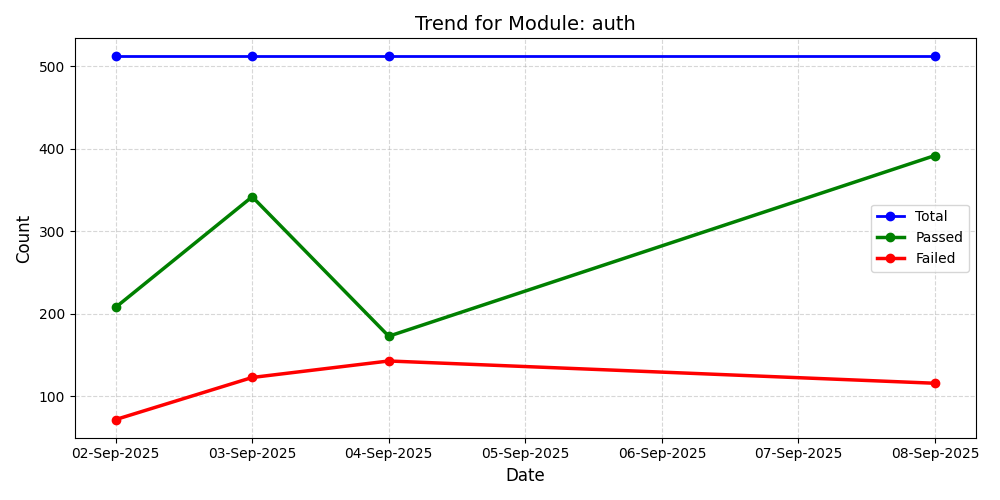 Trend for Module: auth
Count
500
400
300
200
100
Total
Passed
Failed
02-Sep-2025 03-Sep-2025 04-Sep-2025 05-Sep-2025 06-Sep-2025 07-Sep-2025 08-Sep-2025
Date